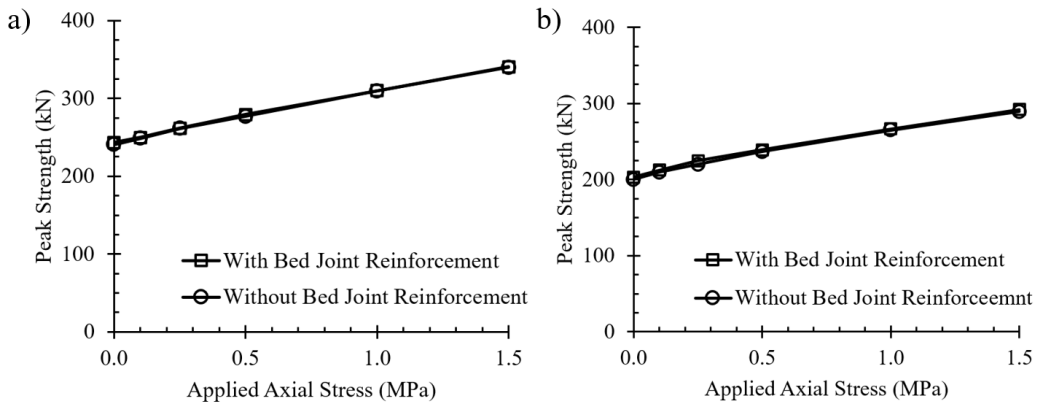 a)
400
300
200
100
0
Peak Strength (kN)
With Bed Joint Reinforcement
Without Bed Joint Reinforcement
0.0 0.5 1.0 1.5
Applied Axial Stress (MPa)
b)
400
300
200
100
0
Peak Strength (kN)
With Bed Joint Reinforcement
Without Bed Joint Reinforceemnt
0.0 0.5 1.0 1.5
Applied Axial Stress (MPa)